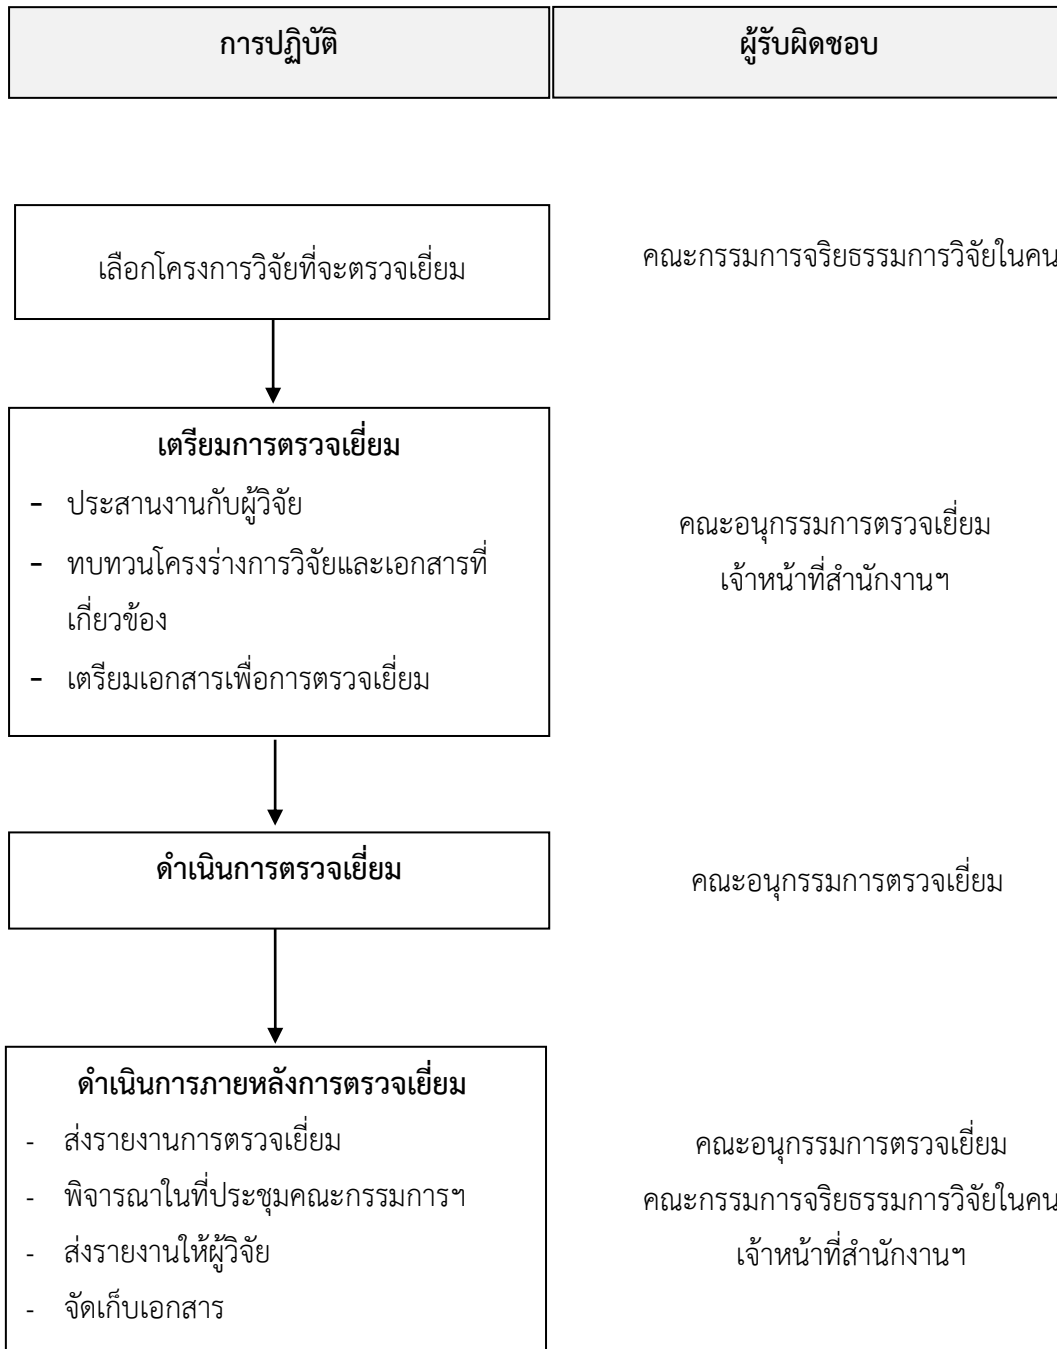 การปฏิบัติ
ผู้รับผิดชอบ
เลือกโครงการวิจัยที่จะตรวจเยี่ยม
คณะกรรมการจริยธรรมการวิจัยในคน
เตรียมการตรวจเยี่ยม
- ประสานงานกับผู้วิจัย
- ทบทวนโครงร่างการวิจัยและเอกสารที่
เกี่ยวข้อง
- เตรียมเอกสารเพื่อการตรวจเยี่ยม
คณะอนุกรรมการตรวจเยี่ยม
เจ้าหน้าที่สำนักงานฯ
ดำเนินการตรวจเยี่ยม
คณะอนุกรรมการตรวจเยี่ยม
ดำเนินการภายหลังการตรวจเยี่ยม
- ส่งรายงานการตรวจเยี่ยม
- พิจารณาในที่ประชุมคณะกรรมการฯ
- ส่งรายงานให้ผู้วิจัย
- จัดเก็บเอกสาร
คณะอนุกรรมการตรวจเยี่ยม
คณะกรรมการจริยธรรมการวิจัยในคน
เจ้าหน้าที่สำนักงานฯ